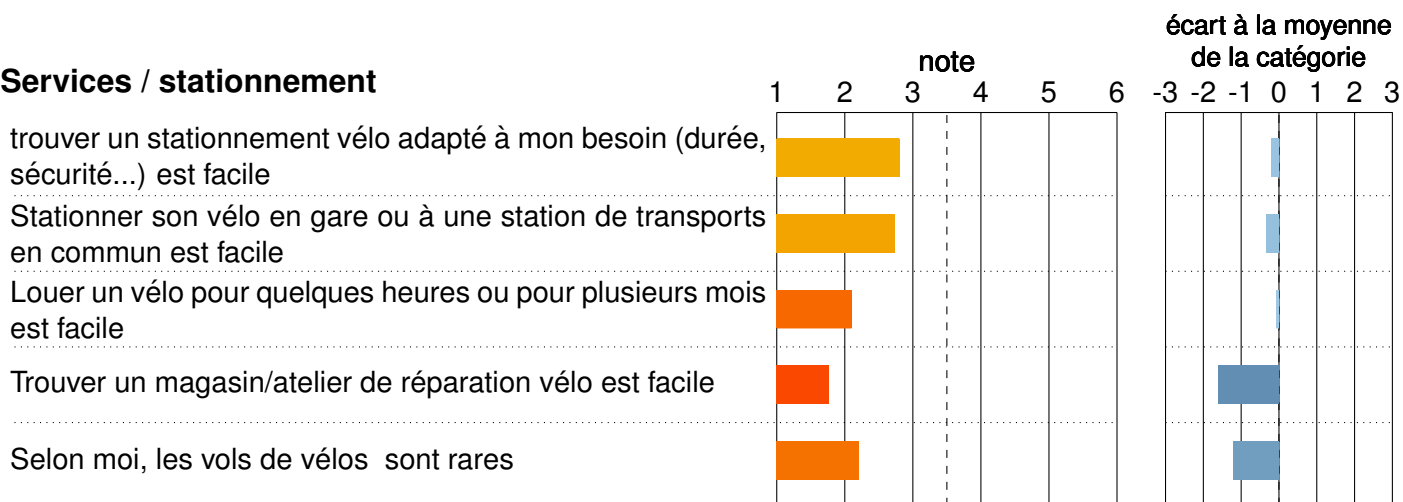 écart à la moyenne
de la catégorie
note
Services / stationnement
1 2 3 4 5 6 -3 -2 -1 0 1 2 3
trouver un stationnement vélo adapté à mon besoin (durée,
sécurité...) est facile
Stationner son vélo en gare ou à une station de transports
en commun est facile
Louer un vélo pour quelques heures ou pour plusieurs mois
est facile
Trouver un magasin/atelier de réparation vélo est facile
Selon moi, les vols de vélos sont rares